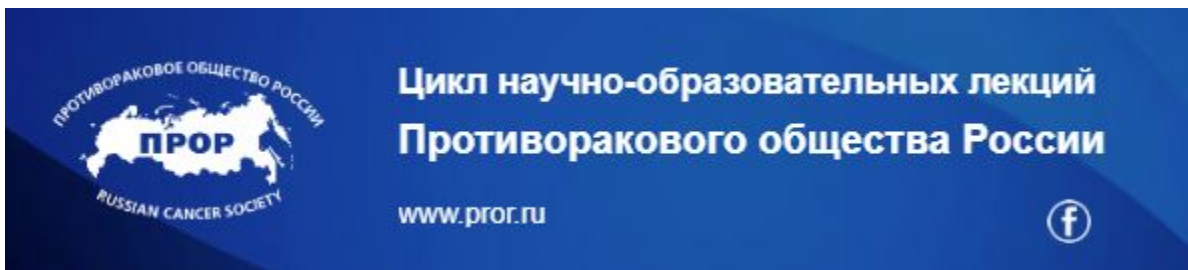 ПРОТИВОРАКОВОЕ ОБЩЕСТВО РОССИИ
ПРОР
RUSSIAN CANCER SOCIETY
Цикл научно-образовательных лекций
Противоракового общества России
www.pror.ru
f